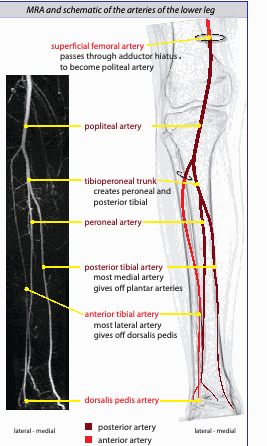 MRA and schematic of the arteries of the lower leg
superficial femoral artery
passes through adductor hiatus
to become politeal artery
popliteal artery
tibioperoneal trunk
creates peroneal and
posterior tibial
peroneal artery
posterior tibial artery
most medial artery
gives off plantar arteries
anterior tibial artery
most lateral artery
gives off dorsalis pedis
dorsalis pedis artery
lateral - medial
lateral - medial
posterior artery
anterior artery